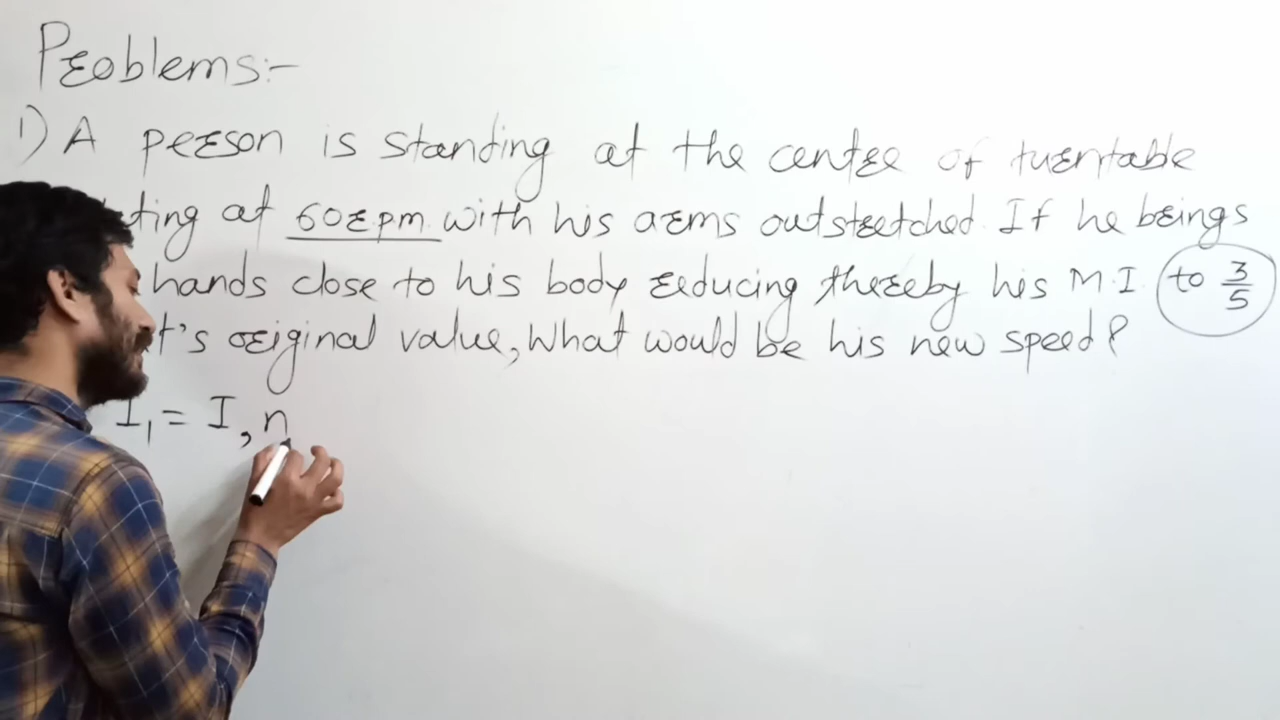 Problems:-
1) A person is standing at the centre of turntable
ting at 60 r.pm. with his arms outstretched. If he brings
hands close to his body reducing thereby his M.I. to 3/5
t's original value, What would be his new speed?
I₁ = I, n